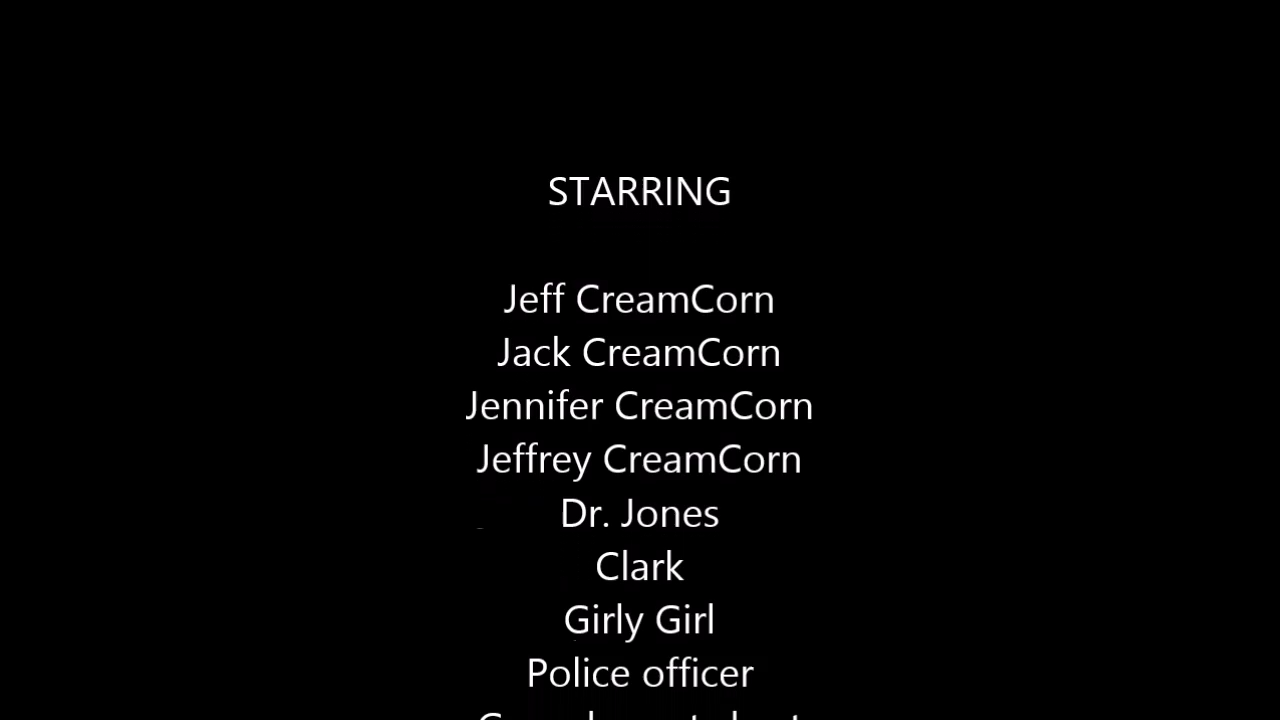 STARRING
Jeff CreamCorn
Jack CreamCorn
Jennifer CreamCorn
Jeffrey CreamCorn
Dr. Jones
Clark
Girly Girl
Police officer